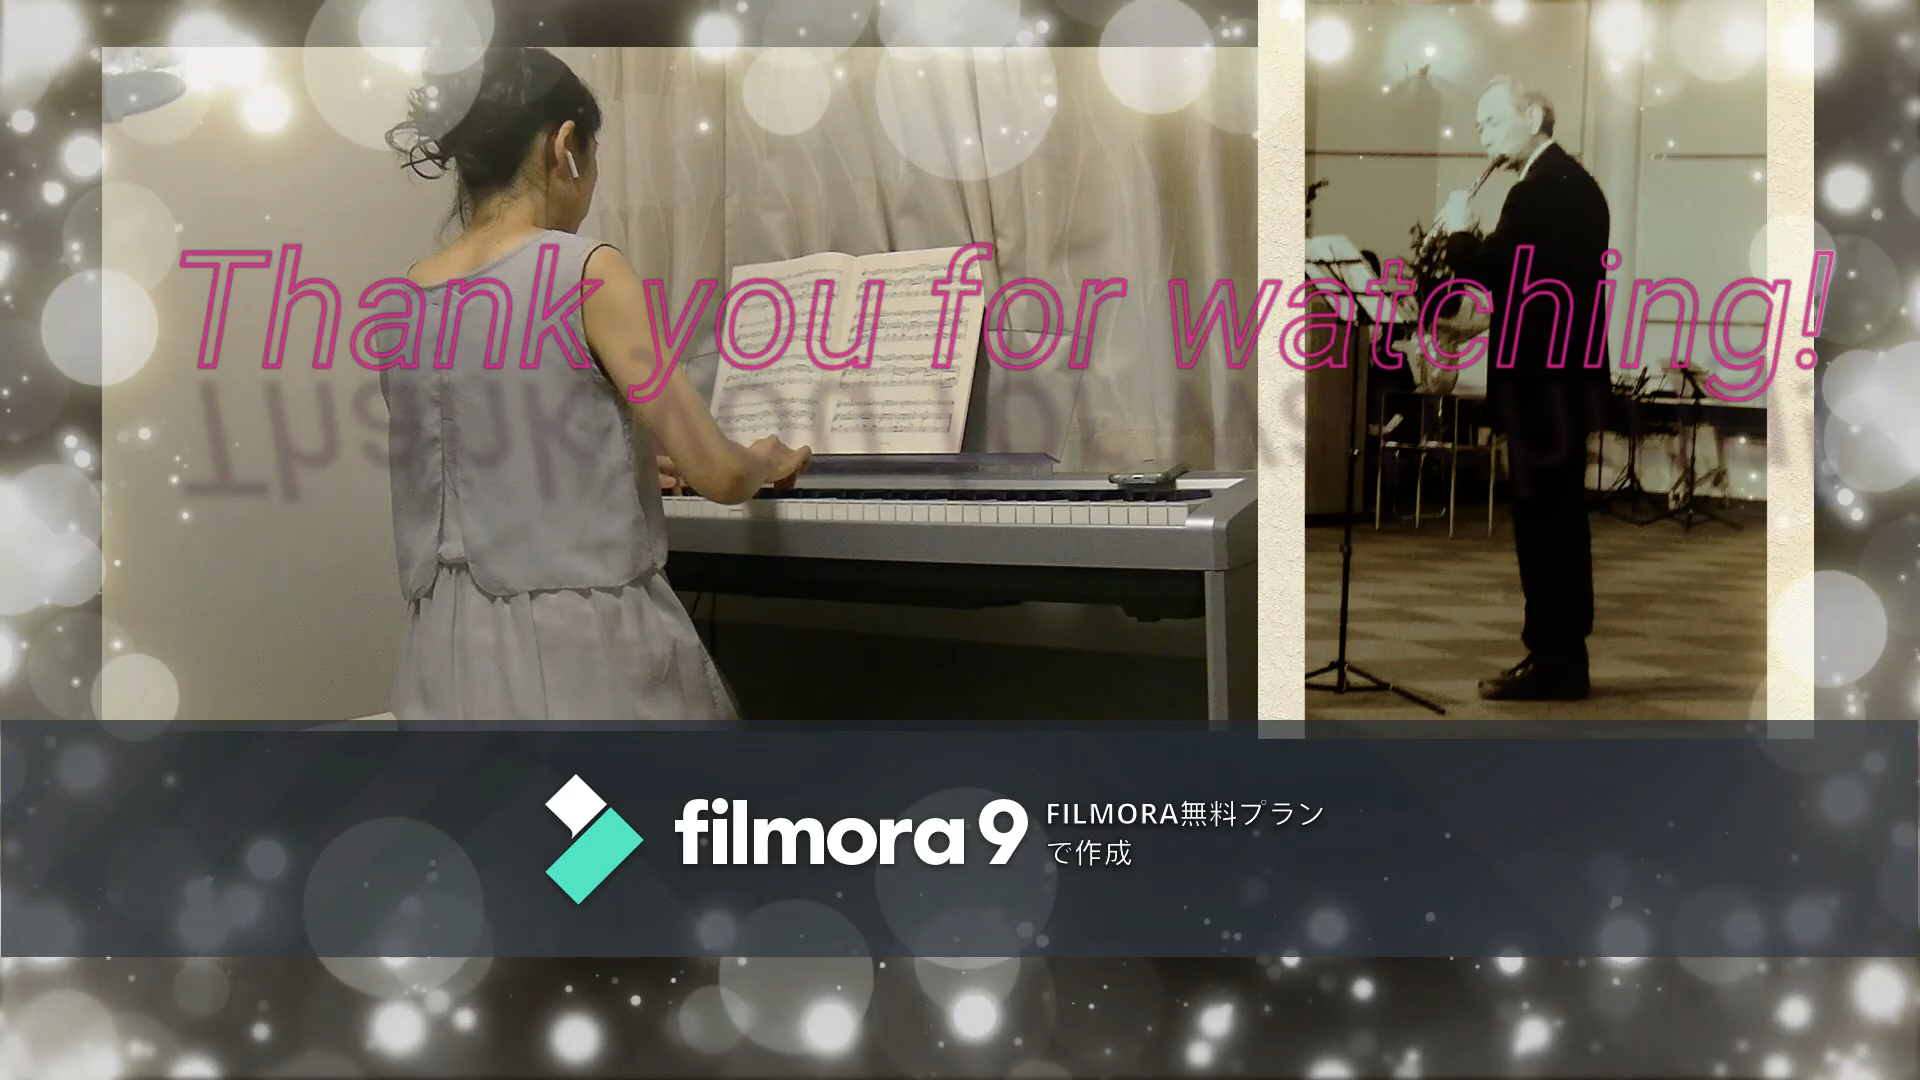 Thank you for watching!
filmora 9
FILMORA無料プラン
で作成